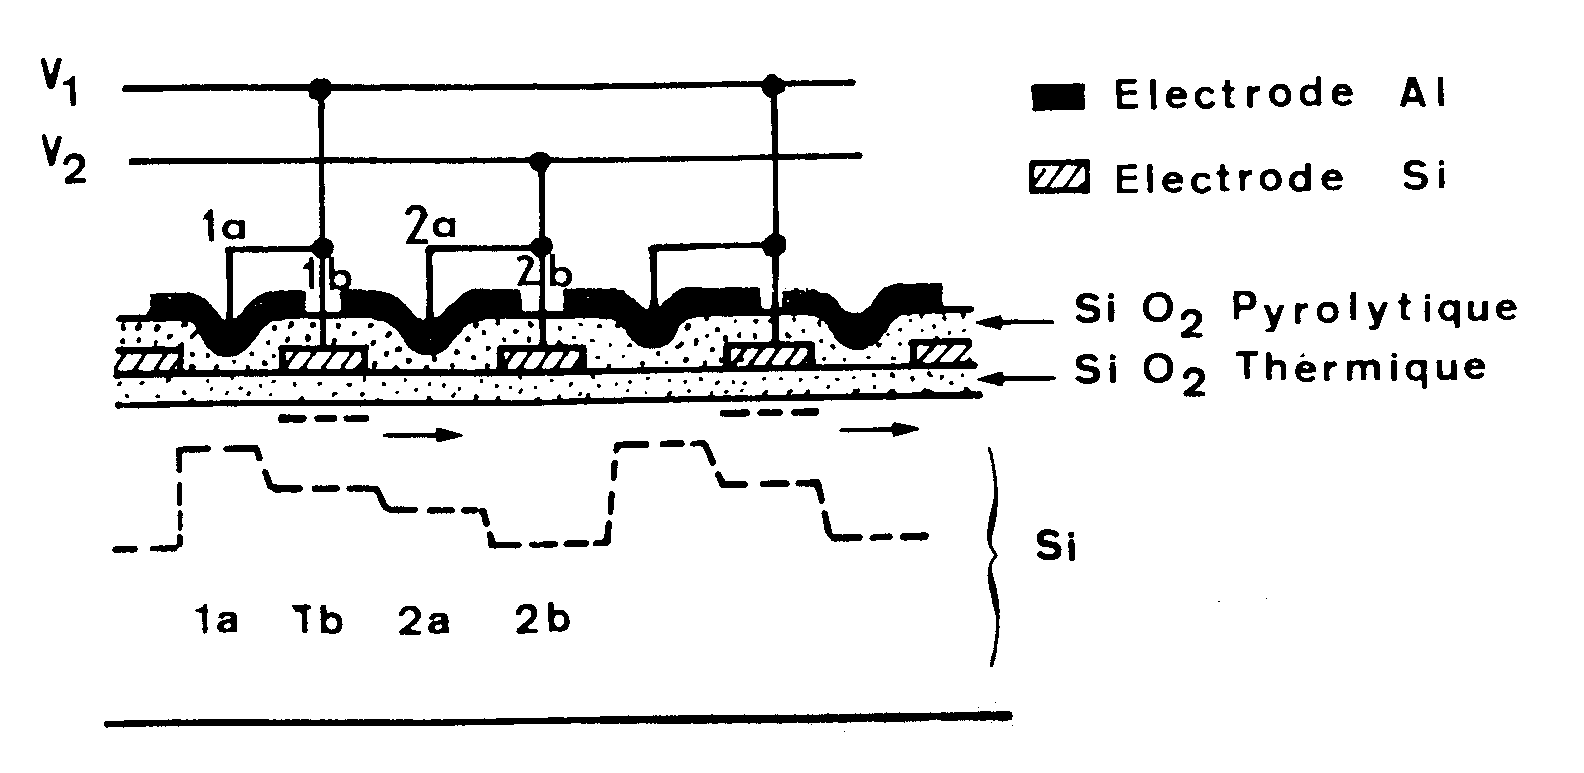 V1
V2
Electrode Al
Electrode Si
1a
2a
1b
2b
Si O2 Pyrolytique
Si O2 Thermique
Si
1a 1b 2a 2b